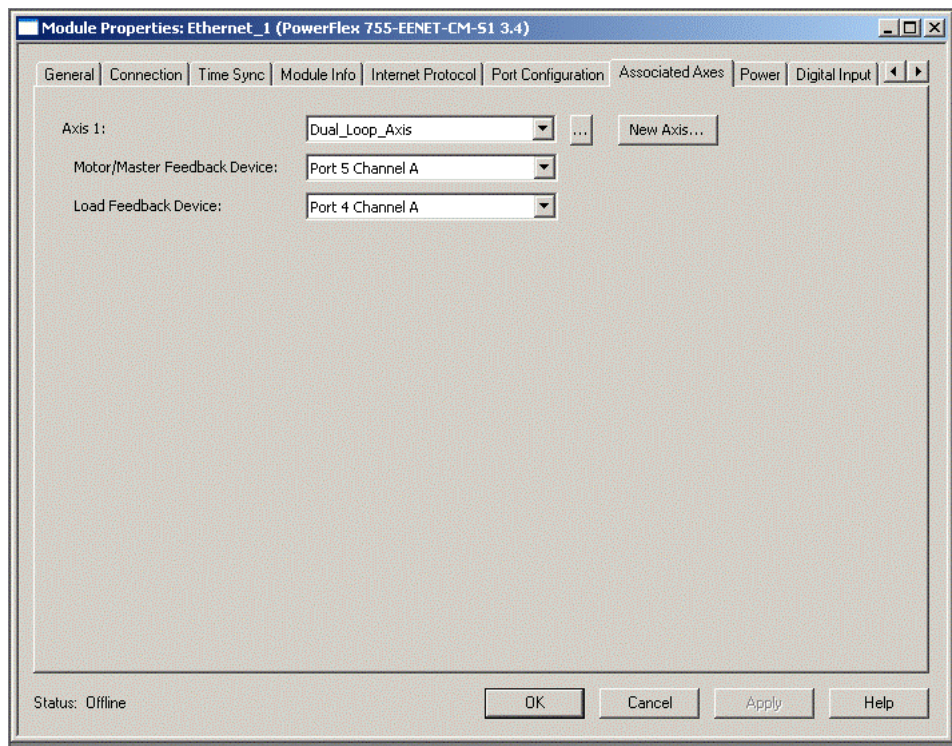 Module Properties: Ethernet_1 (PowerFlex 755-EENET-CM-S1 3.4)
General Connection Time Sync Module Info Internet Protocol Port Configuration Associated Axes Power Digital Input
Axis 1: Dual_Loop_Axis ... New Axis...
Motor/Master Feedback Device: Port 5 Channel A
Load Feedback Device: Port 4 Channel A
Status: Offline OK Cancel Apply Help